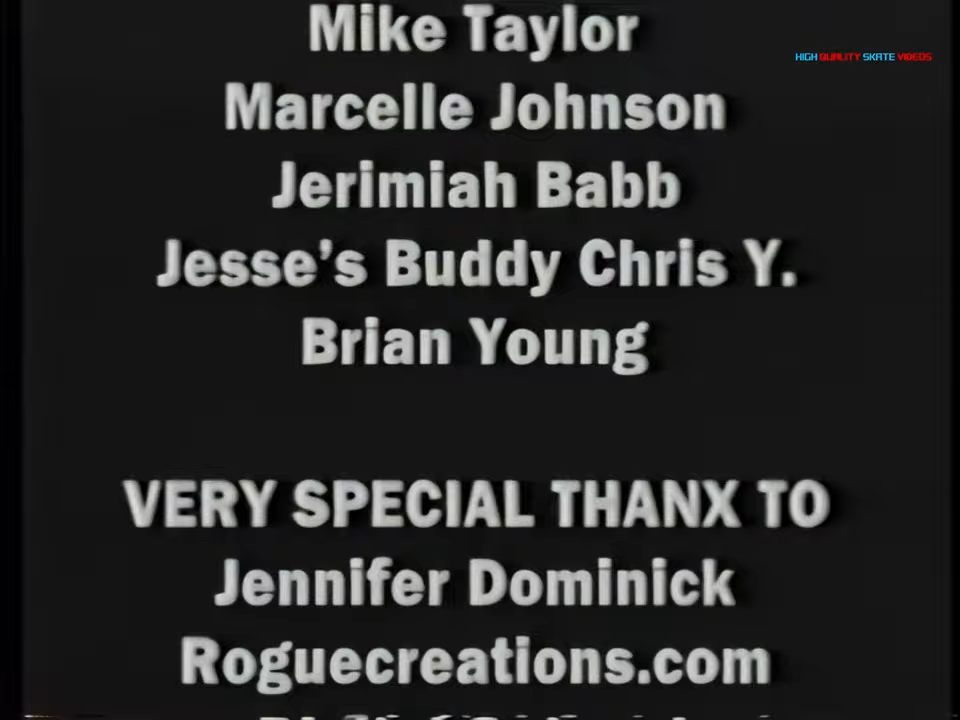 Mike Taylor
HIGH QUALITY SKATE VIDEOS
Marcelle Johnson
Jerimiah Babb
Jesse's Buddy Chris Y.
Brian Young
VERY SPECIAL THANX TO
Jennifer Dominick
Roguecreations.com